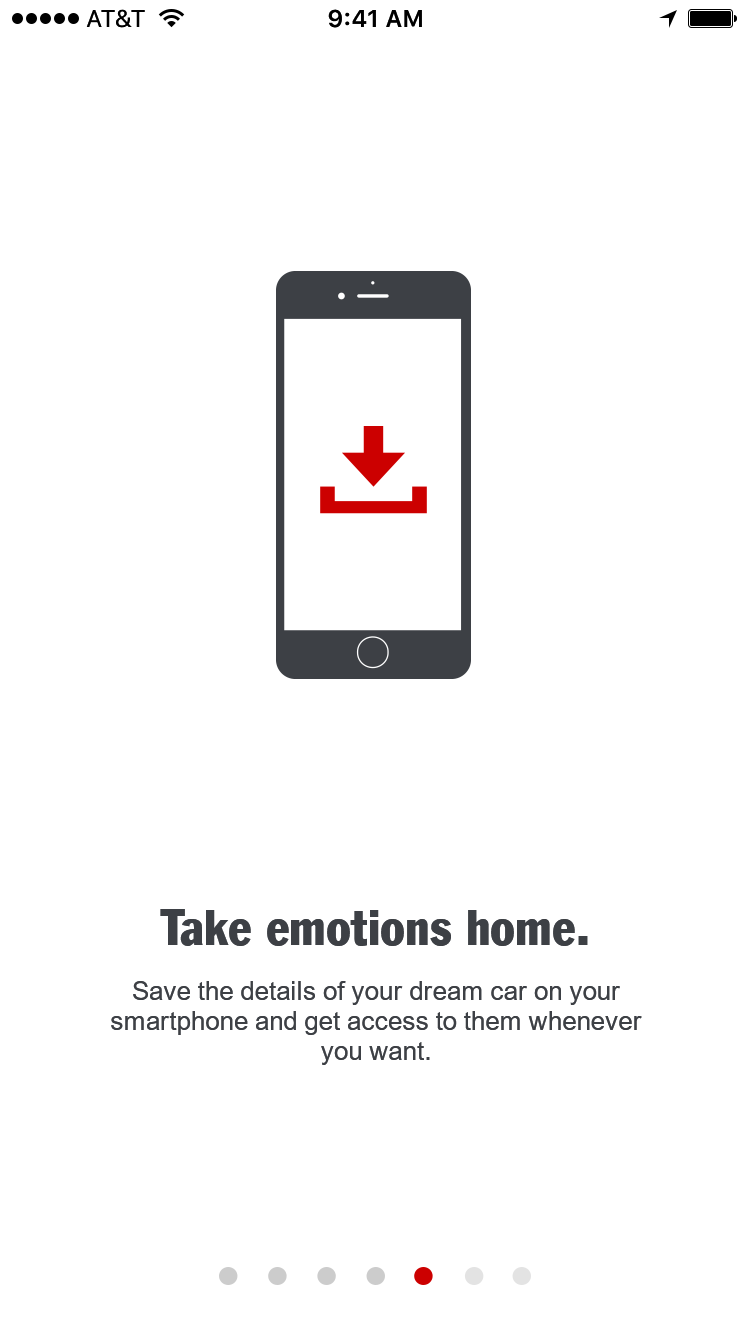 AT&T 9:41 AM
Take emotions home.
Save the details of your dream car on your
smartphone and get access to them whenever
you want.